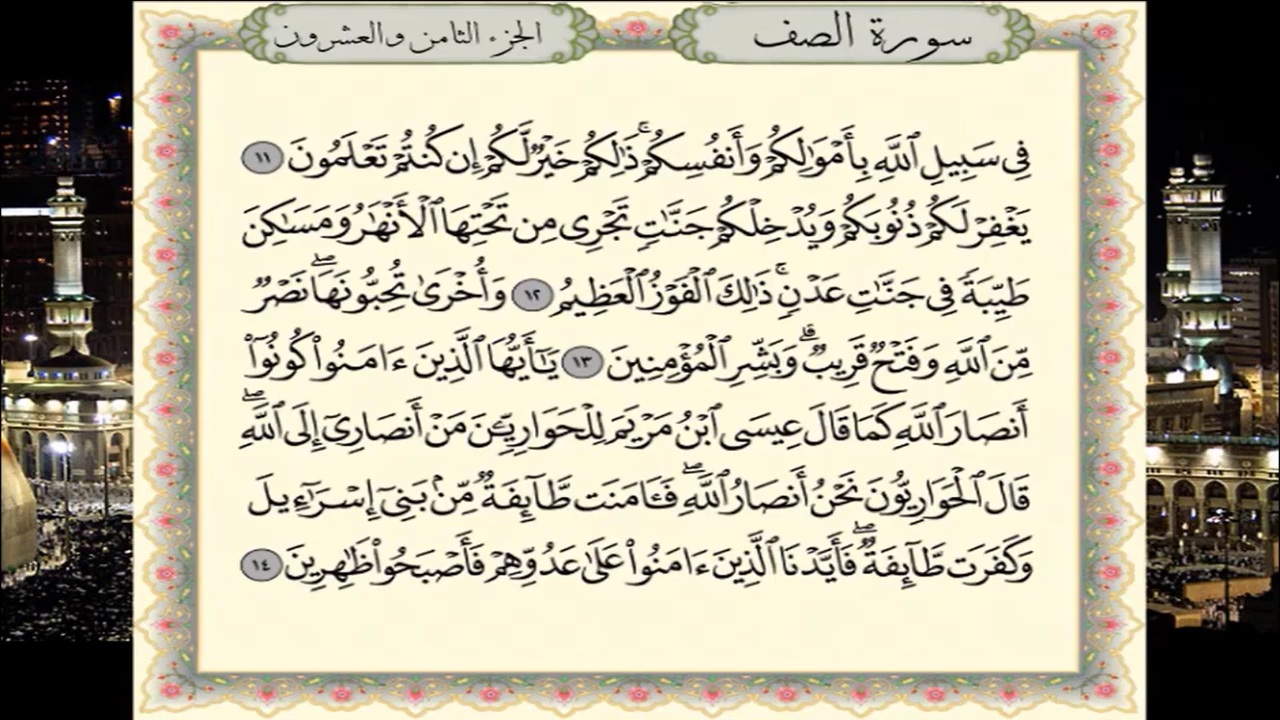 سورة الصف
الجزء الثامن والعشرون
فِي سَبِيلِ ٱللَّهِ بِأَمْوَٰلِكُمْ وَأَنفُسِكُمْ ۚ ذَٰلِكُمْ خَيْرٌ لَّكُمْ إِن كُنتُمْ تَعْلَمُونَ ١١
يَغْفِرْ لَكُمْ ذُنُوبَكُمْ وَيُدْخِلْكُمْ جَنَّٰتٍ تَجْرِى مِن تَحْتِهَا ٱلْأَنْهَٰرُ وَمَسَٰكِنَ
طَيِّبَةً فِى جَنَّٰتِ عَدْنٍ ۚ ذَٰلِكَ ٱلْفَوْزُ ٱلْعَظِيمُ ١٢ وَأُخْرَىٰ تُحِبُّونَهَا ۖ نَصْرٌ
مِّنَ ٱللَّهِ وَفَتْحٌ قَرِيبٌ ۗ وَبَشِّرِ ٱلْمُؤْمِنِينَ ١٣ يَٰٓأَيُّهَا ٱلَّذِينَ ءَامَنُوا۟ كُونُوٓا۟
أَنصَارَ ٱللَّهِ كَمَا قَالَ عِيسَى ٱبْنُ مَرْيَمَ لِلْحَوَارِيِّـۧنَ مَنْ أَنصَارِىٓ إِلَى ٱللَّهِ ۖ
قَالَ ٱلْحَوَارِيُّونَ نَحْنُ أَنصَارُ ٱللَّهِ ۖ فَـَٔامَنَت طَّآئِفَةٌ مِّنۢ بَنِىٓ إِسْرَٰٓءِيلَ
وَكَفَرَت طَّآئِفَةٌ ۖ فَأَيَّدْنَا ٱلَّذِينَ ءَامَنُوا۟ عَلَىٰ عَدُوِّهِمْ فَأَصْبَحُوا۟ ظَٰهِرِينَ ١٤